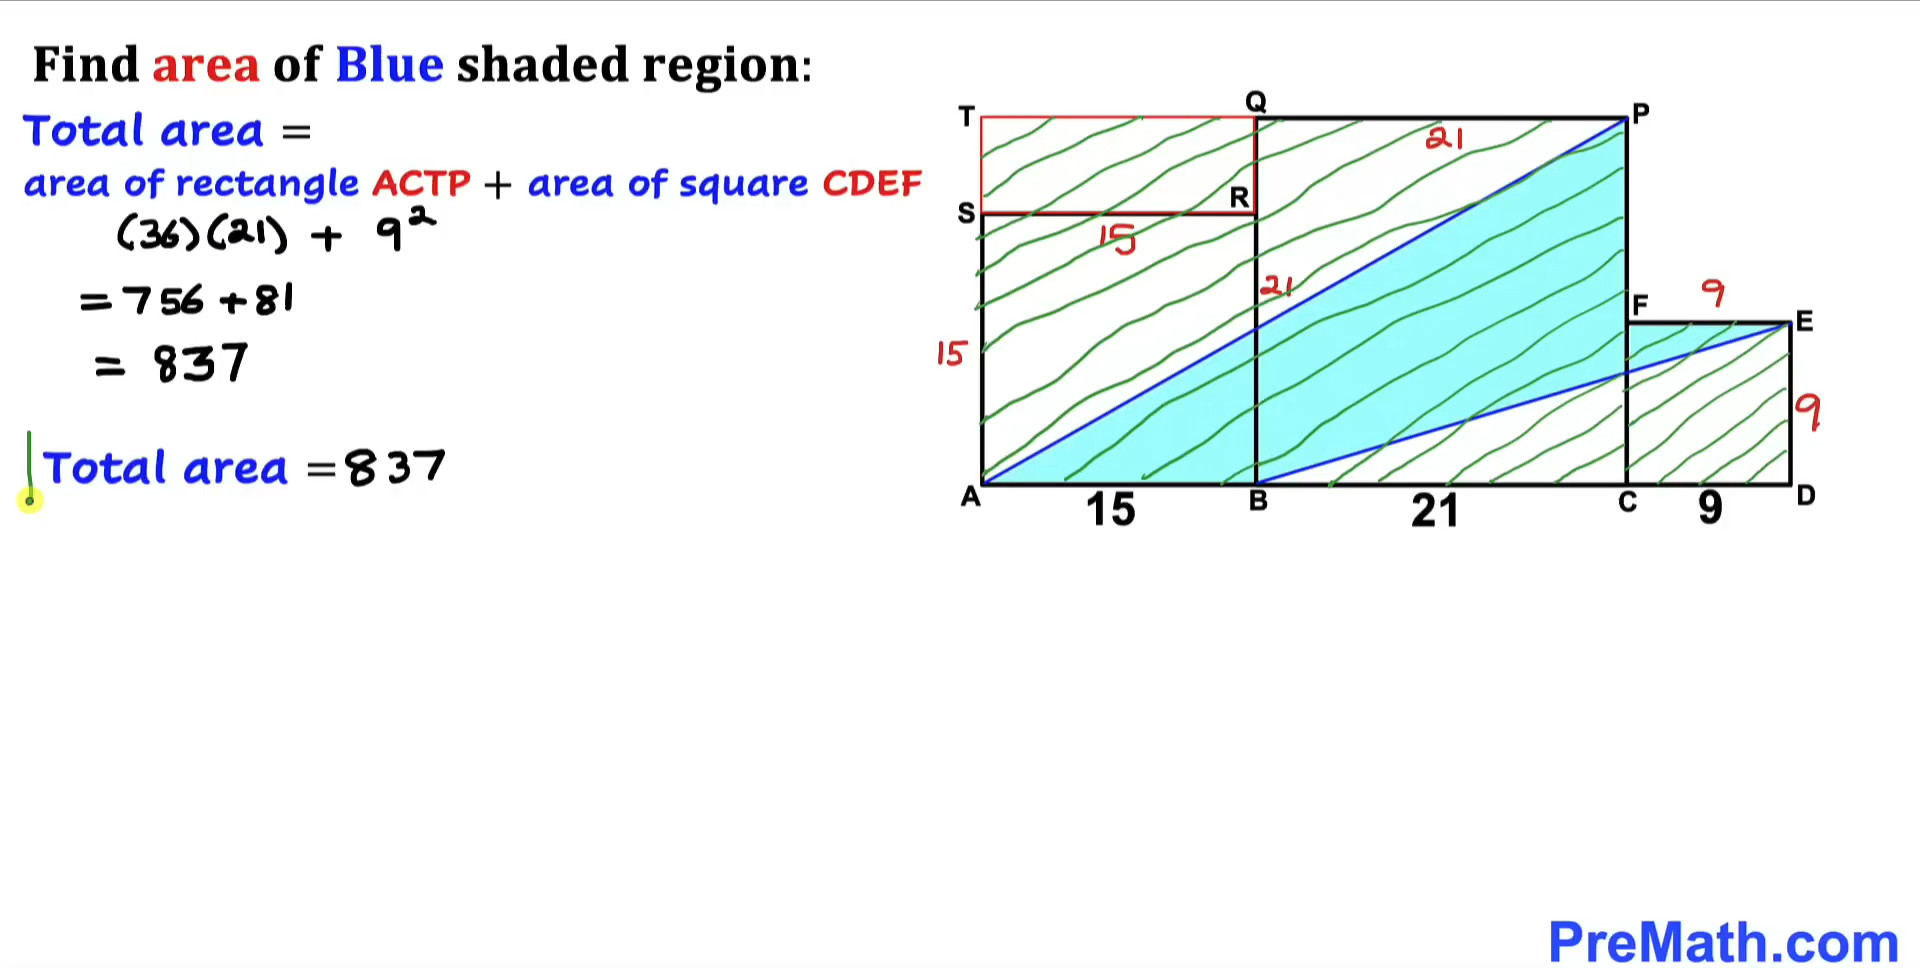 Find area of Blue shaded region:
Total area =
area of rectangle ACTP + area of square CDEF
(36)(21) + 9²
= 756 + 81
= 837
Total area = 837
T
Q
P
21
S
R
15
21
15
F
9
E
9
A
15
B
21
C
9
D
PreMath.com